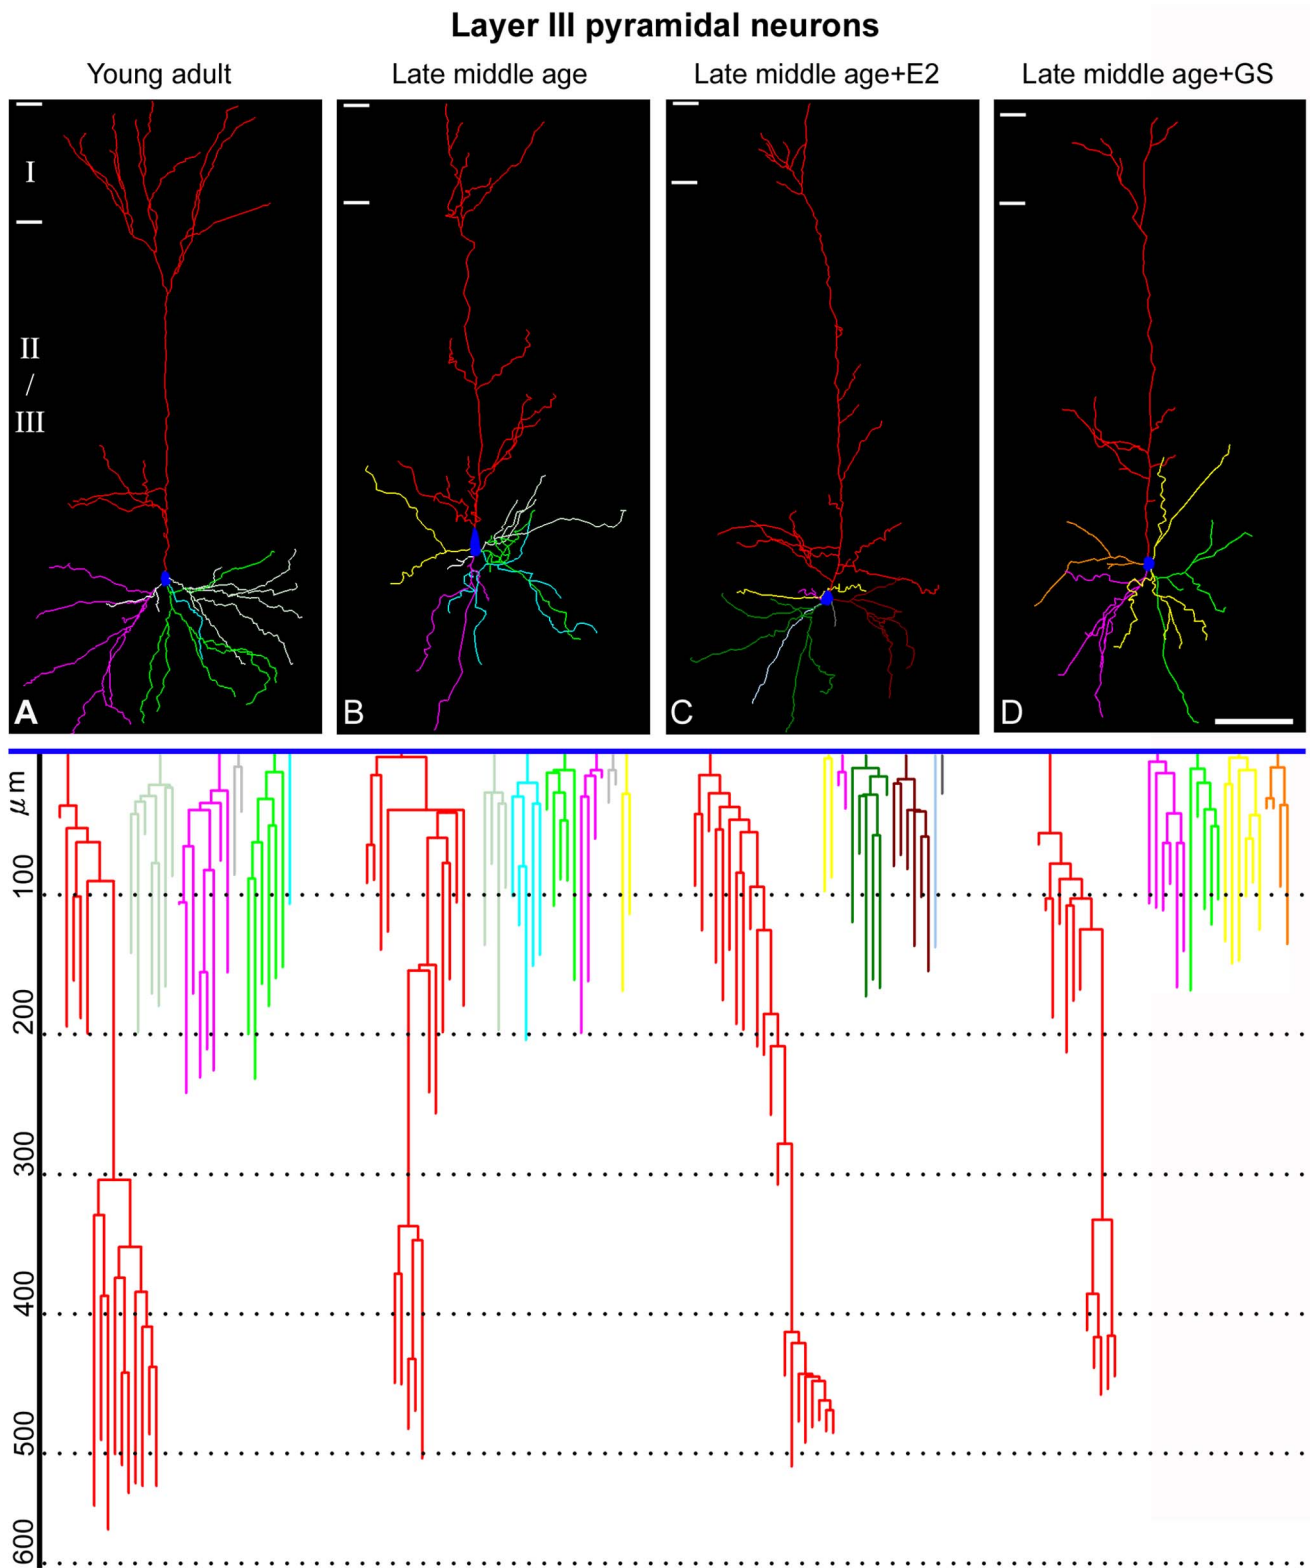 Layer III pyramidal neurons
Young adult
Late middle age
Late middle age+E2
Late middle age+GS
I
II
/
III
A
B
C
D
μm
100
200
300
400
500
600